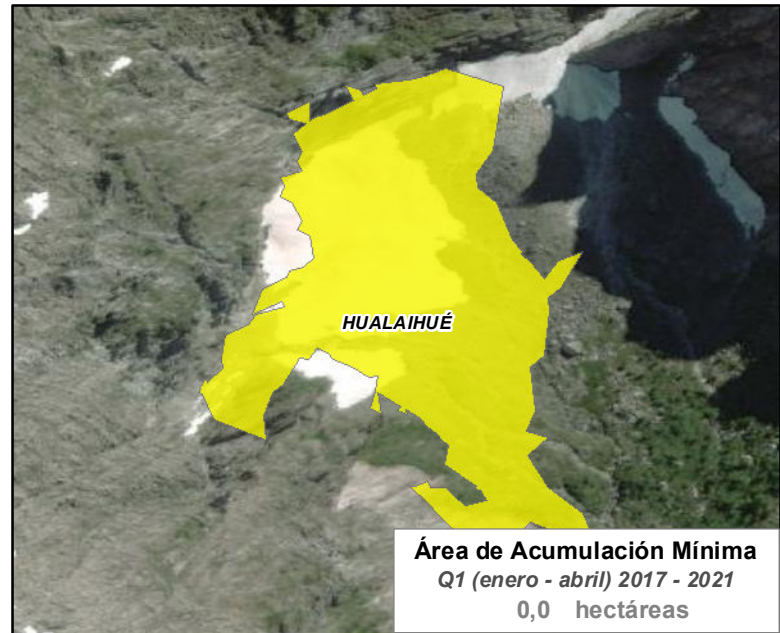 HUALAIHUÉ
Área de Acumulación Mínima
Q1 (enero - abril) 2017 - 2021
0,0 hectáreas